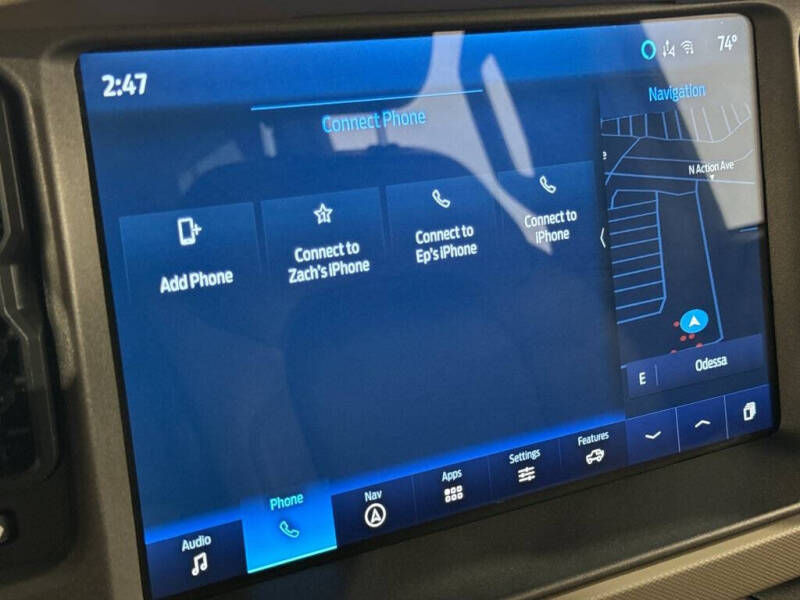 2:47
74°
Connect Phone
Navigation
e
N Action Ave
Add Phone
Connect to
Zach's iPhone
Connect to
Ep's iPhone
Connect to
iPhone
E
Odessa
Audio
Phone
Nav
Apps
Settings
Features